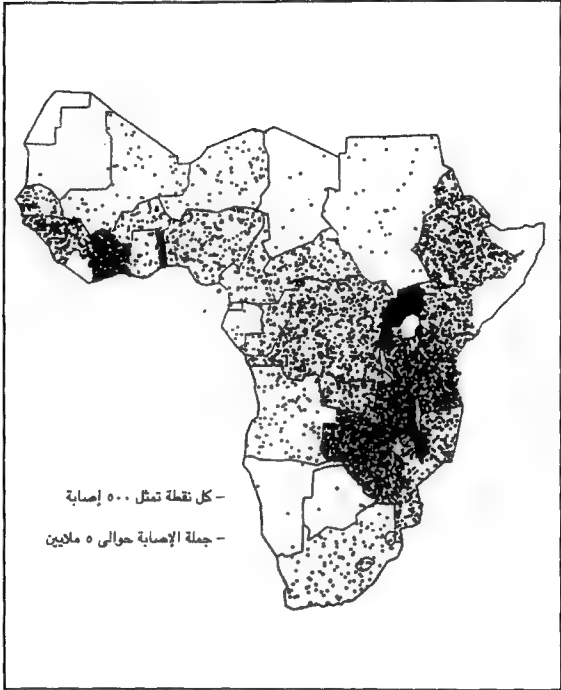 - كل نقطة تمثل ٥٠٠ إصابة
- جملة الإصابة حوالى ٥ ملايين